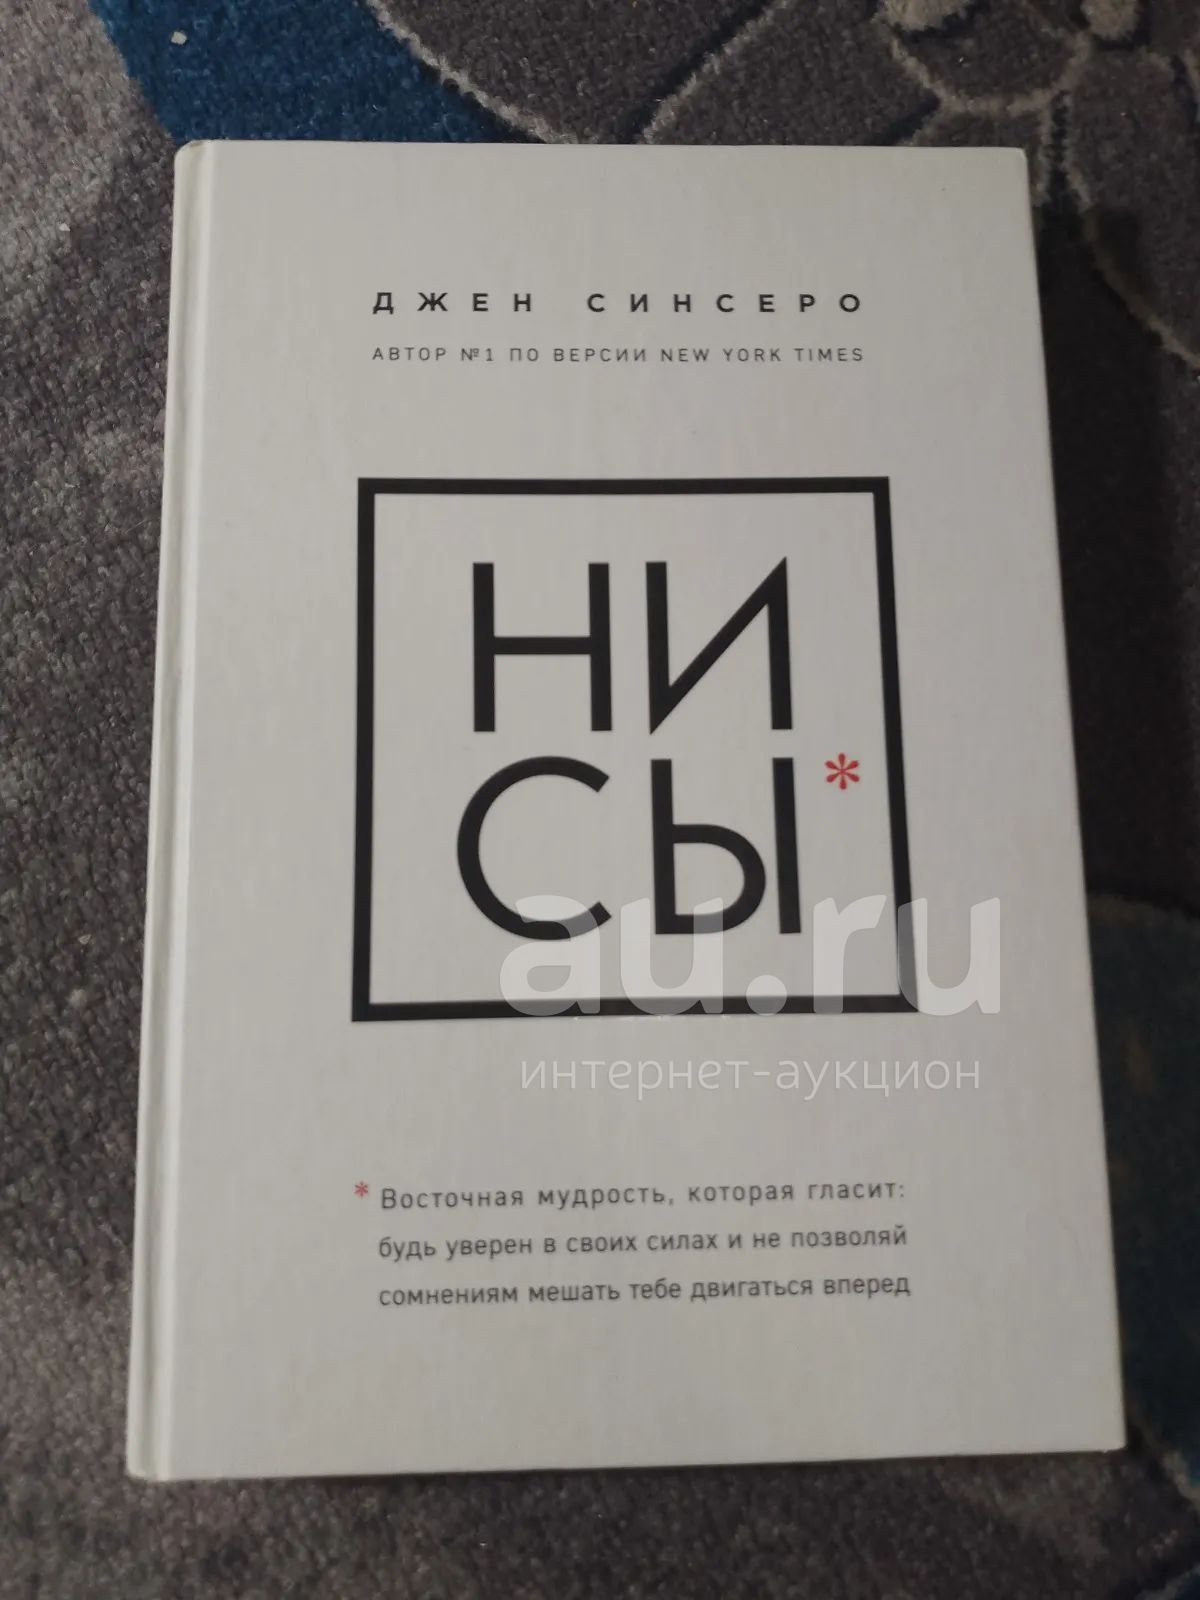 ДЖЕН СИНСЕРО
АВТОР №1 ПО ВЕРСИИ NEW YORK TIMES
НИ
СЫ*
au.ru
интернет-аукцион
* Восточная мудрость, которая гласит:
будь уверен в своих силах и не позволяй
сомнениям мешать тебе двигаться вперед